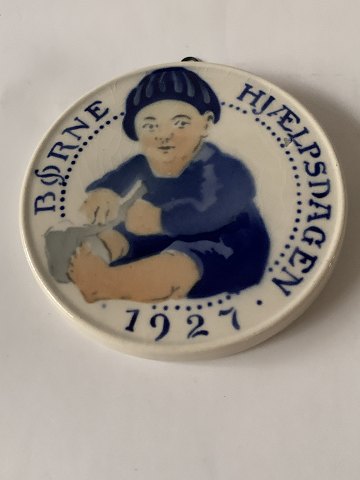 BØRNE HJÆLPSDAGEN
· 1927 ·